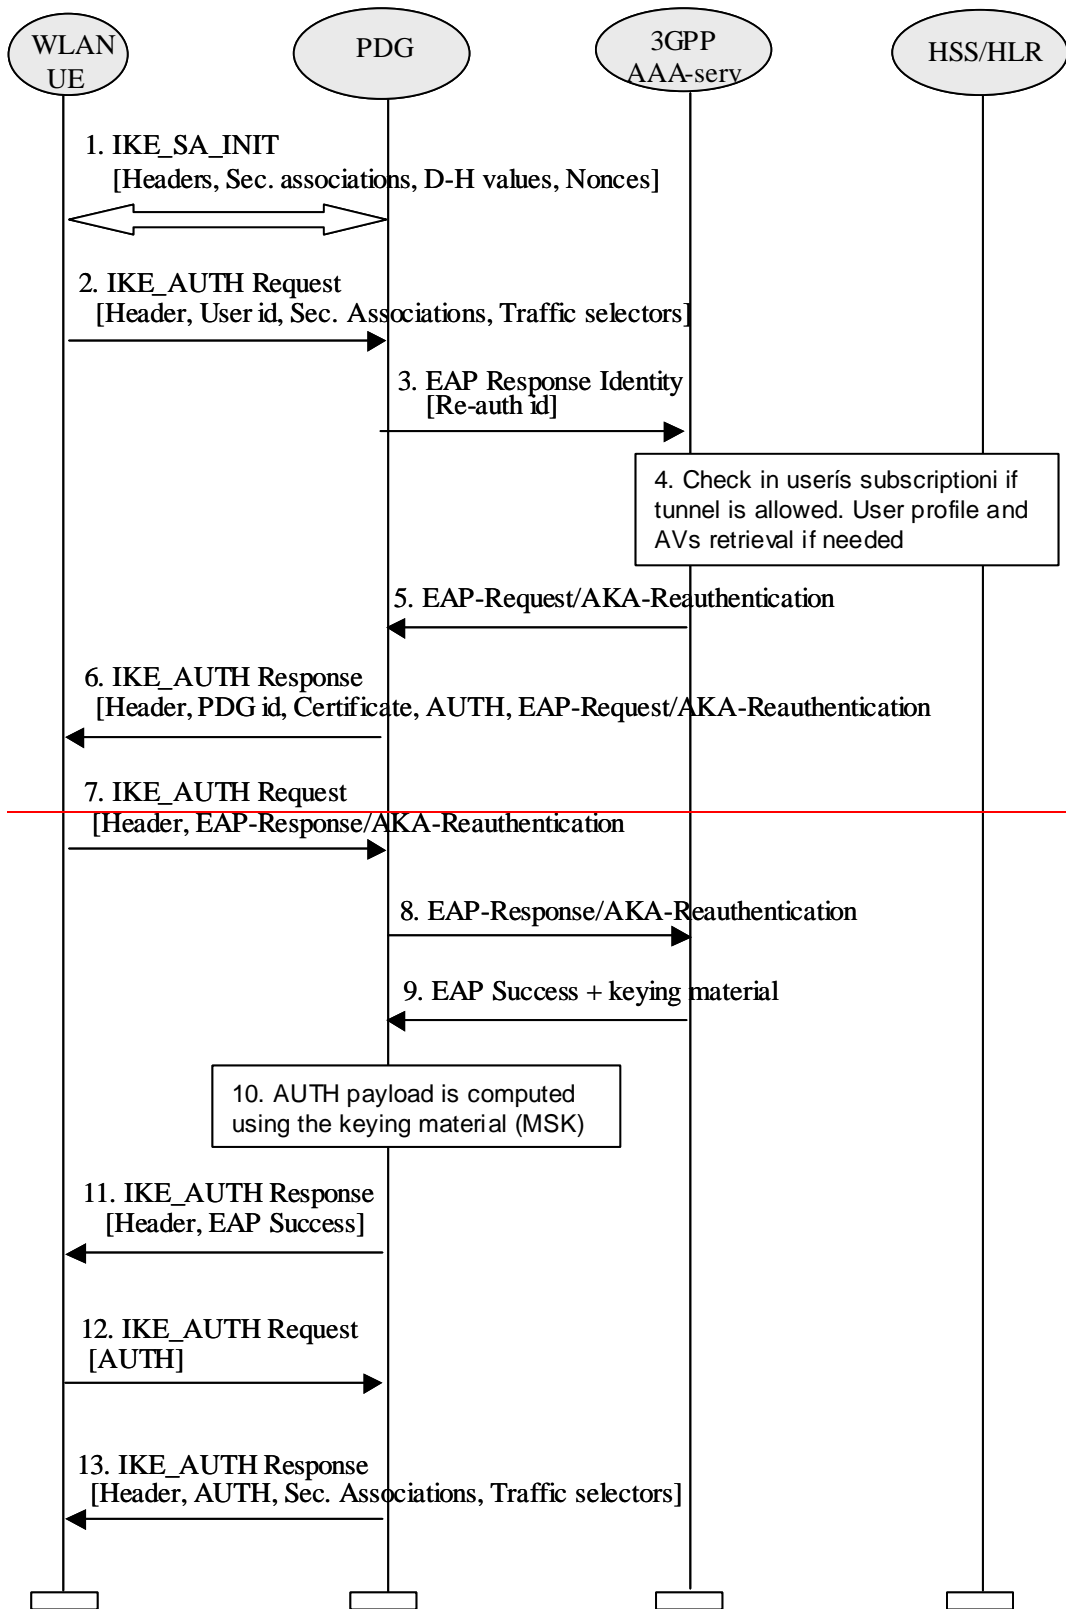 WLAN
UE
PDG
3GPP
AAA-serv
HSS/HLR
1. IKE_SA_INIT
[Headers, Sec. associations, D-H values, Nonces]
2. IKE_AUTH Request
[Header, User id, Sec. Associations, Traffic selectors]
3. EAP Response Identity
[Re-auth id]
4. Check in userís subscriptioni if
tunnel is allowed. User profile and
AVs retrieval if needed
5. EAP-Request/AKA-Reauthentication
6. IKE_AUTH Response
[Header, PDG id, Certificate, AUTH, EAP-Request/AKA-Reauthentication
7. IKE_AUTH Request
[Header, EAP-Response/AKA-Reauthentication
8. EAP-Response/AKA-Reauthentication
9. EAP Success + keying material
10. AUTH payload is computed
using the keying material (MSK)
11. IKE_AUTH Response
[Header, EAP Success]
12. IKE_AUTH Request
[AUTH]
13. IKE_AUTH Response
[Header, AUTH, Sec. Associations, Traffic selectors]